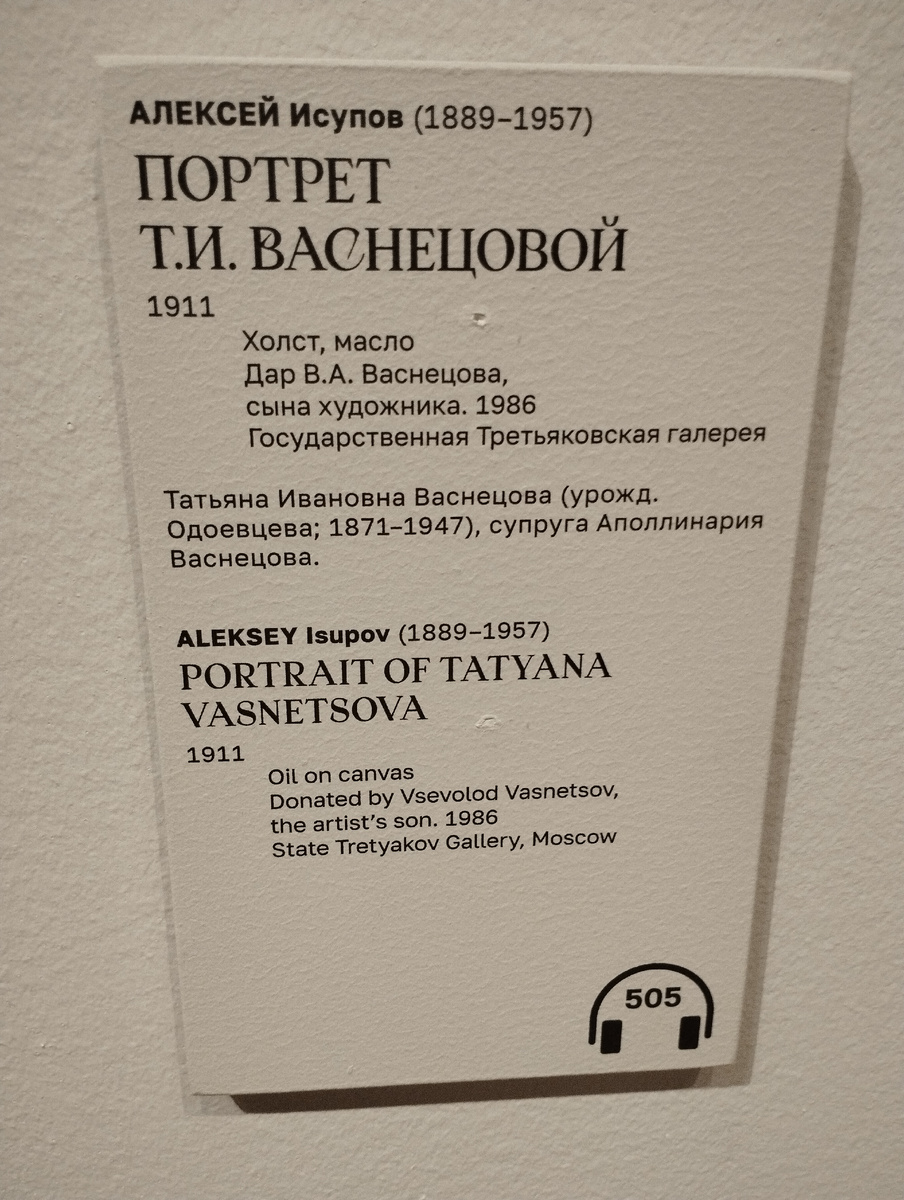 АЛЕКСЕЙ Исупов (1889–1957)
ПОРТРЕТ
Т.И. ВАСНЕЦОВОЙ
1911
Холст, масло
Дар В.А. Васнецова,
сына художника. 1986
Государственная Третьяковская галерея
Татьяна Ивановна Васнецова (урожд.
Одоевцева; 1871–1947), супруга Аполлинария
Васнецова.
ALEKSEY Isupov (1889–1957)
PORTRAIT OF TATYANA
VASNETSOVA
1911
Oil on canvas
Donated by Vsevolod Vasnetsov,
the artist’s son. 1986
State Tretyakov Gallery, Moscow
505